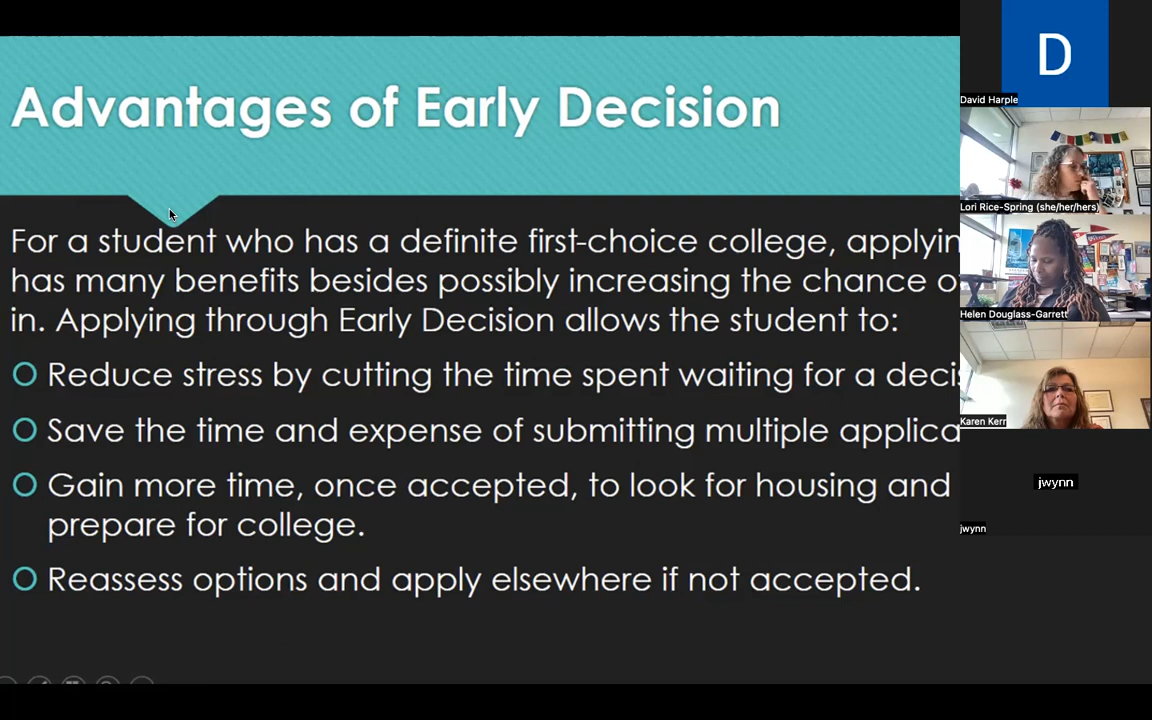 Advantages of Early Decision
For a student who has a definite first-choice college, applyin
has many benefits besides possibly increasing the chance o
in. Applying through Early Decision allows the student to:
Reduce stress by cutting the time spent waiting for a decis
Save the time and expense of submitting multiple applica
Gain more time, once accepted, to look for housing and
prepare for college.
Reassess options and apply elsewhere if not accepted.
D
David Harple
Lori Rice-Spring (she/her/hers)
Helen Douglass-Garrett
Karen Kerr
jwynn
jwynn